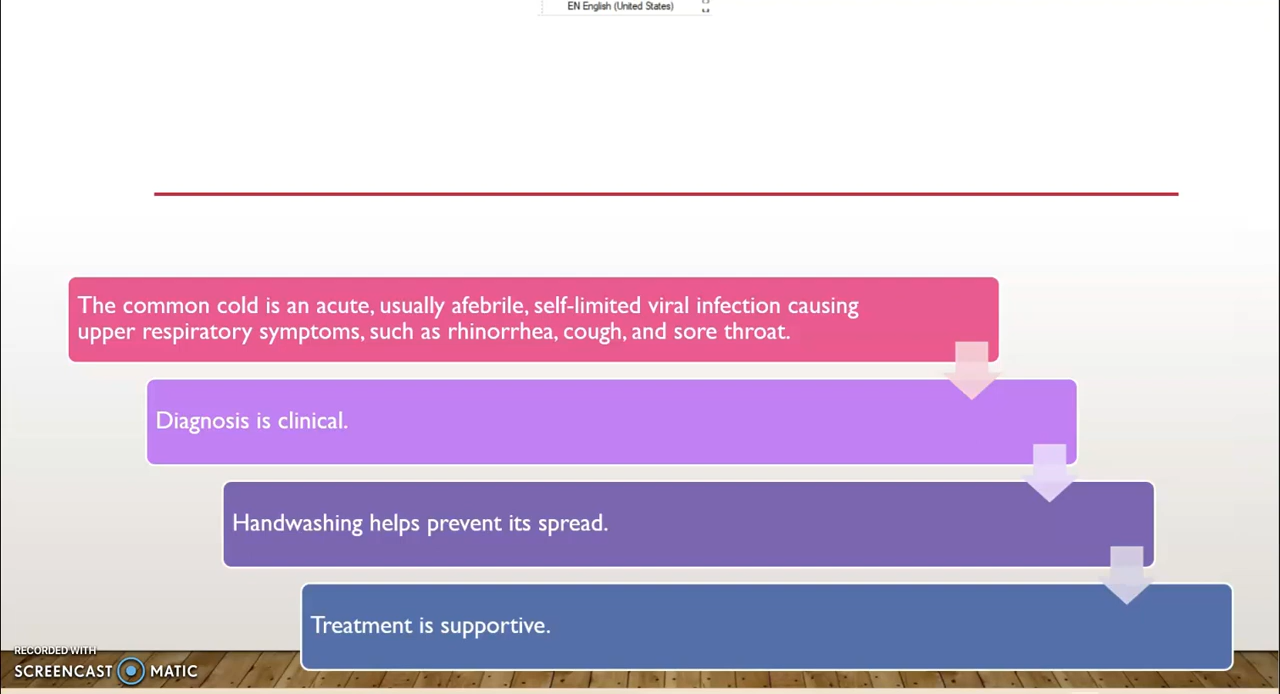 EN English (United States)
The common cold is an acute, usually afebrile, self-limited viral infection causing
upper respiratory symptoms, such as rhinorrhea, cough, and sore throat.
Diagnosis is clinical.
Handwashing helps prevent its spread.
Treatment is supportive.
RECORDED WITH
SCREENCAST MATIC